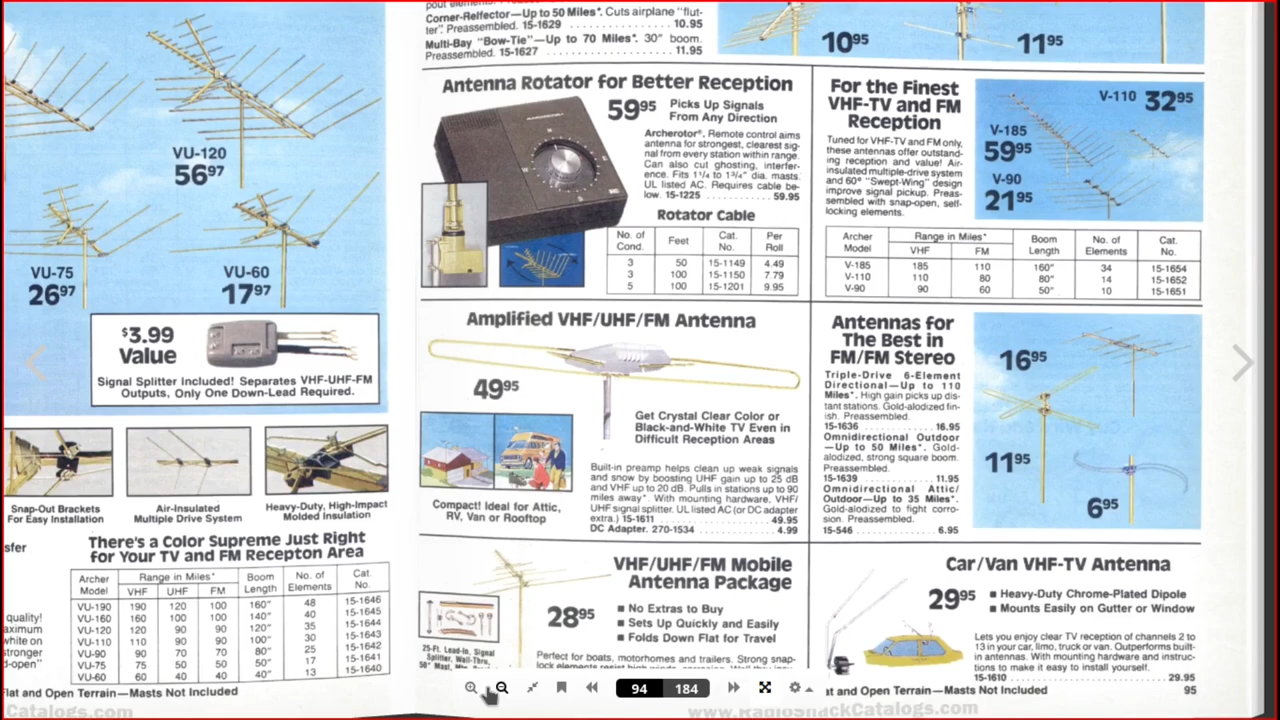 VU-120
56⁹⁷
VU-75
26⁹⁷
VU-60
17⁹⁷
$3.99
Value
Signal Splitter Included! Separates VHF-UHF-FM
Outputs, Only One Down-Lead Required.
Snap-Out Brackets
For Easy Installation
Air-Insulated
Multiple Drive System
Heavy-Duty, High-Impact
Molded Insulation
sfer
quality!
aximum
white on
stronger
d-open"
There's a Color Supreme Just Right
for Your TV and FM Recepton Area
Archer Model | Range in Miles* VHF UHF FM | Boom Length | No. of Elements | Cat. No.
VU-190 190 120 100 160" 48 15-1646
VU-160 160 100 100 140" 40 15-1645
VU-120 120 90 90 120" 35 15-1644
VU-110 110 90 90 100" 30 15-1643
VU-90 90 70 70 80" 25 15-1642
VU-75 75 50 50 50" 17 15-1641
VU-60 60 40 40 40" 13 15-1640
Flat and Open Terrain—Masts Not Included
Corner-Relfector—Up to 50 Miles*. Cuts airplane "flut-
ter". Preassembled. 15-1629 10.95
Multi-Bay "Bow-Tie"—Up to 70 Miles*. 30" boom.
Preassembled. 15-1627 11.95
10⁹⁵
11⁹⁵
Antenna Rotator for Better Reception
59⁹⁵
Picks Up Signals
From Any Direction
Archerotor®. Remote control aims
antenna for strongest, clearest sig-
nal from every station within range.
Can also cut ghosting, interfer-
ence. Fits 1¼ to 1¾" dia. masts.
UL listed AC. Requires cable be-
low. 15-1225 59.95
Rotator Cable
No. of Cond. | Feet | Cat. No. | Per Roll
3 50 15-1149 4.49
3 100 15-1150 7.79
5 100 15-1201 9.95
For the Finest
VHF-TV and FM
Reception
Tuned for VHF-TV and FM only,
these antennas offer outstand-
ing reception and value! Air-
insulated multiple-drive system
and 60° "Swept-Wing" design
improve signal pickup. Preas-
sembled with snap-open, self-
locking elements.
V-110 32⁹⁵
V-185
59⁹⁵
V-90
21⁹⁵
Archer Model | Range in Miles* VHF FM | Boom Length | No. of Elements | Cat. No.
V-185 185 110 160" 34 15-1654
V-110 110 80 80" 14 15-1652
V-90 90 60 50" 10 15-1651
Amplified VHF/UHF/FM Antenna
49⁹⁵
Get Crystal Clear Color or
Black-and-White TV Even in
Difficult Reception Areas
Compact! Ideal for Attic,
RV, Van or Rooftop
Built-in preamp helps clean up weak signals
and snow by boosting UHF gain up to 25 dB
and VHF up to 20 dB. Pulls in stations up to 90
miles away*. With mounting hardware, VHF/
UHF signal splitter. UL listed AC (or DC adapter
extra.) 15-1611 49.95
DC Adapter. 270-1534 4.99
Antennas for
The Best in
FM/FM Stereo
Triple-Drive 6-Element
Directional—Up to 110
Miles*. High gain picks up dis-
tant stations. Gold-alodized fin-
ish. Preassembled.
15-1636 16.95
Omnidirectional Outdoor
—Up to 50 Miles*. Gold-
alodized, strong square boom.
Preassembled.
15-1639 11.95
Omnidirectional Attic/
Outdoor—Up to 35 Miles*.
Gold-alodized to fight corro-
sion. Preassembled.
15-546 6.95
16⁹⁵
11⁹⁵
6⁹⁵
VHF/UHF/FM Mobile
Antenna Package
28⁹⁵
■ No Extras to Buy
■ Sets Up Quickly and Easily
■ Folds Down Flat for Travel
25-Ft. Lead-In, Signal
Splitter, Wall-Thru,
Perfect for boats, motorhomes and trailers. Strong snap-
Car/Van VHF-TV Antenna
29⁹⁵
■ Heavy-Duty Chrome-Plated Dipole
■ Mounts Easily on Gutter or Window
Lets you enjoy clear TV reception of channels 2 to
13 in your car, limo, truck or van. Outperforms built-
in antennas. With mounting hardware and instruc-
tions to make it easy to install yourself.
15-1610 29.95
at and Open Terrain—Masts Not Included
95
94 184
Catalogs.com
www.RadioShackCatalogs.com